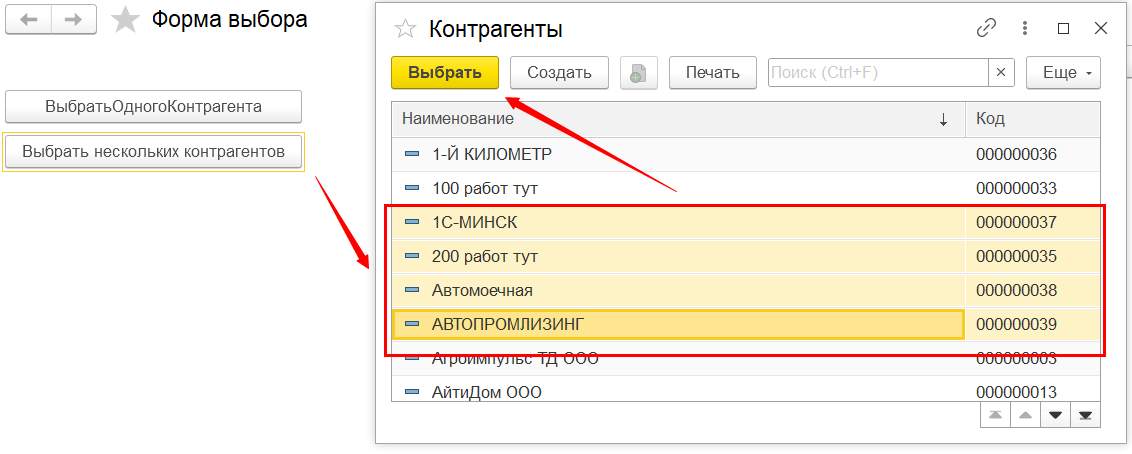 Форма выбора
ВыбратьОдногоКонтрагента
Выбрать нескольких контрагентов
Контрагенты
Выбрать Создать Печать Поиск (Ctrl+F) × Еще
Наименование ↓ Код
1-Й КИЛОМЕТР 000000036
100 работ тут 000000033
1С-МИНСК 000000037
200 работ тут 000000035
Автомоечная 000000038
АВТОПРОМЛИЗИНГ 000000039
Агроимпульс ТД ООО 000000003
АйтиДом ООО 000000013